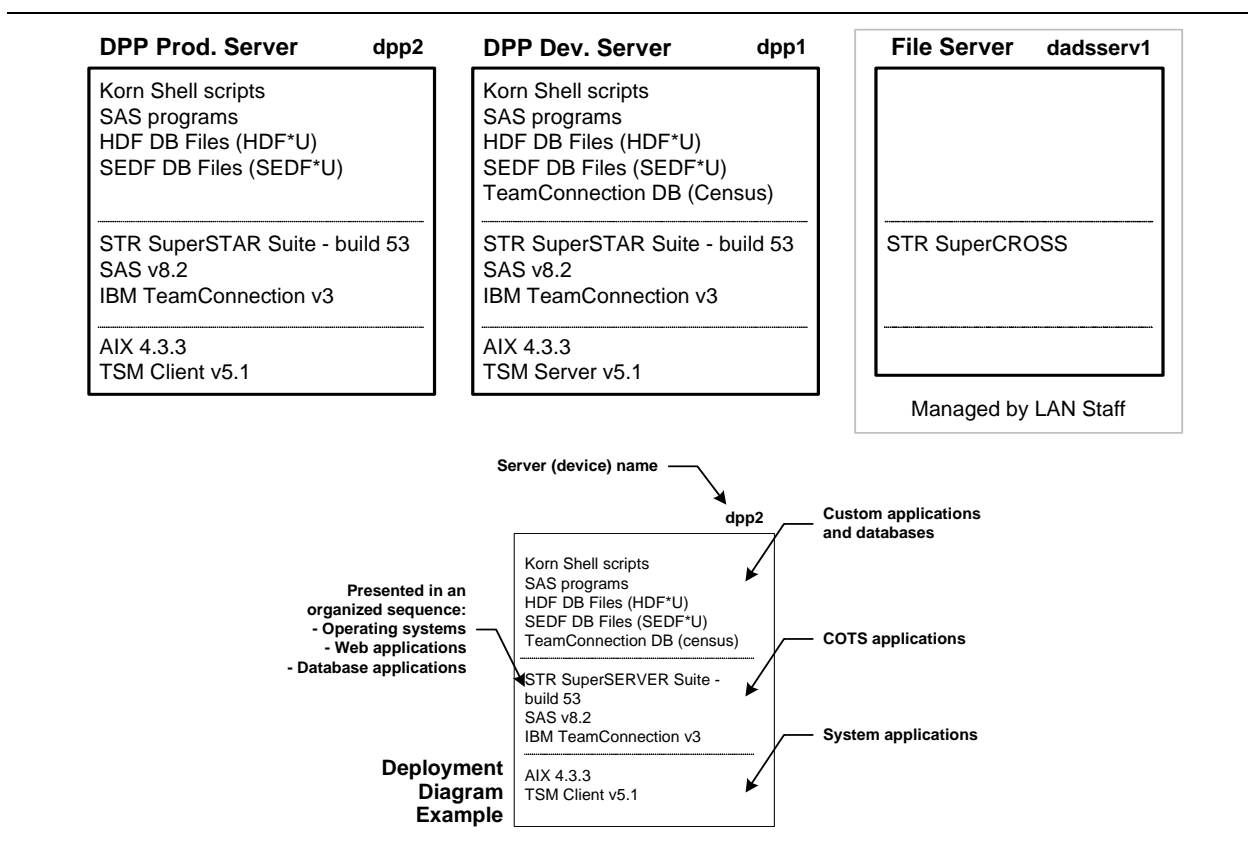 DPP Prod. Server dpp2
Korn Shell scripts
SAS programs
HDF DB Files (HDF*U)
SEDF DB Files (SEDF*U)
STR SuperSTAR Suite - build 53
SAS v8.2
IBM TeamConnection v3
AIX 4.3.3
TSM Client v5.1
DPP Dev. Server dpp1
Korn Shell scripts
SAS programs
HDF DB Files (HDF*U)
SEDF DB Files (SEDF*U)
TeamConnection DB (Census)
STR SuperSTAR Suite - build 53
SAS v8.2
IBM TeamConnection v3
AIX 4.3.3
TSM Server v5.1
File Server dadsserv1
STR SuperCROSS
Managed by LAN Staff
Server (device) name
dpp2
Custom applications
and databases
Korn Shell scripts
SAS programs
HDF DB Files (HDF*U)
SEDF DB Files (SEDF*U)
TeamConnection DB (census)
Presented in an
organized sequence:
- Operating systems
- Web applications
- Database applications
COTS applications
STR SuperSERVER Suite -
build 53
SAS v8.2
IBM TeamConnection v3
System applications
AIX 4.3.3
TSM Client v5.1
Deployment
Diagram
Example